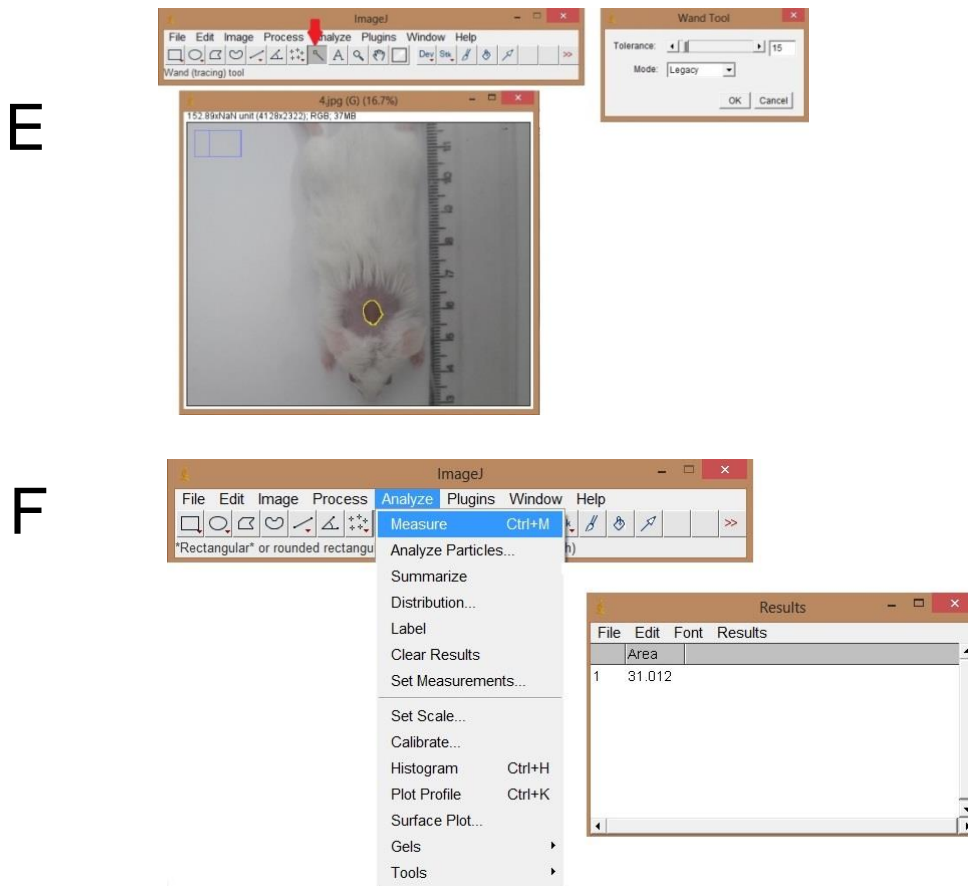 E
ImageJ
File Edit Image Process Analyze Plugins Window Help
A Dev Stk >>
Wand (tracing) tool
Wand Tool
Tolerance: 15
Mode: Legacy
OK Cancel
4.jpg (G) (16.7%)
152.89xNaN unit (4128x2322); RGB; 37MB
F
ImageJ
File Edit Image Process Analyze Plugins Window Help
>>
*Rectangular* or rounded rectangu
Measure Ctrl+M
Analyze Particles...
Summarize
Distribution...
Label
Clear Results
Set Measurements...
Set Scale...
Calibrate...
Histogram Ctrl+H
Plot Profile Ctrl+K
Surface Plot...
Gels
Tools
Results
File Edit Font Results
Area
1 31.012